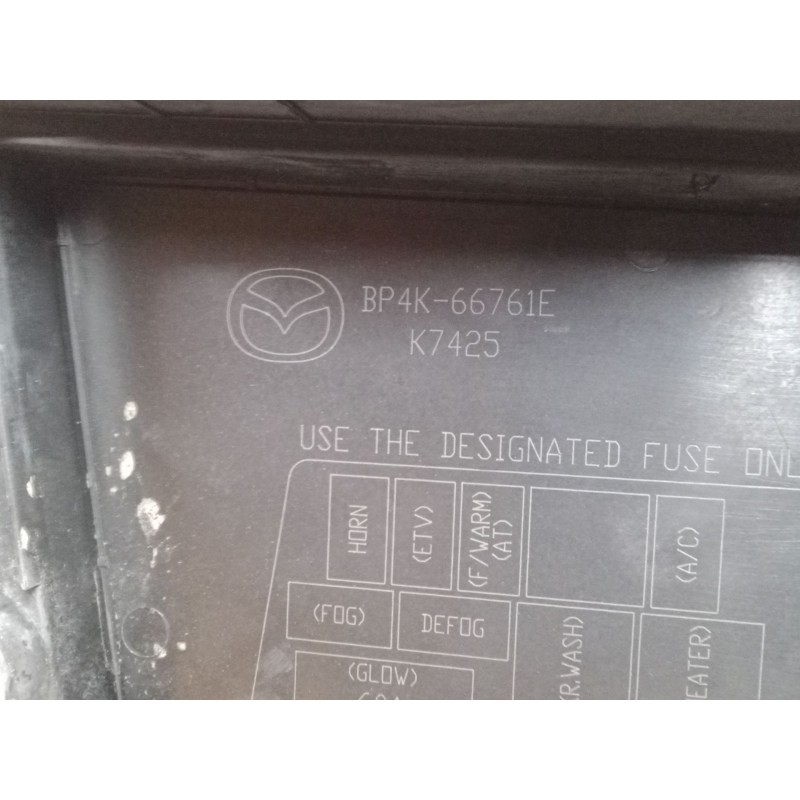 BP4K-66761E
K7425
USE THE DESIGNATED FUSE
HORN
(ETV)
(F/WARM)
(AT)
(A/C)
(FOG)
DEFOG
(GLOW)